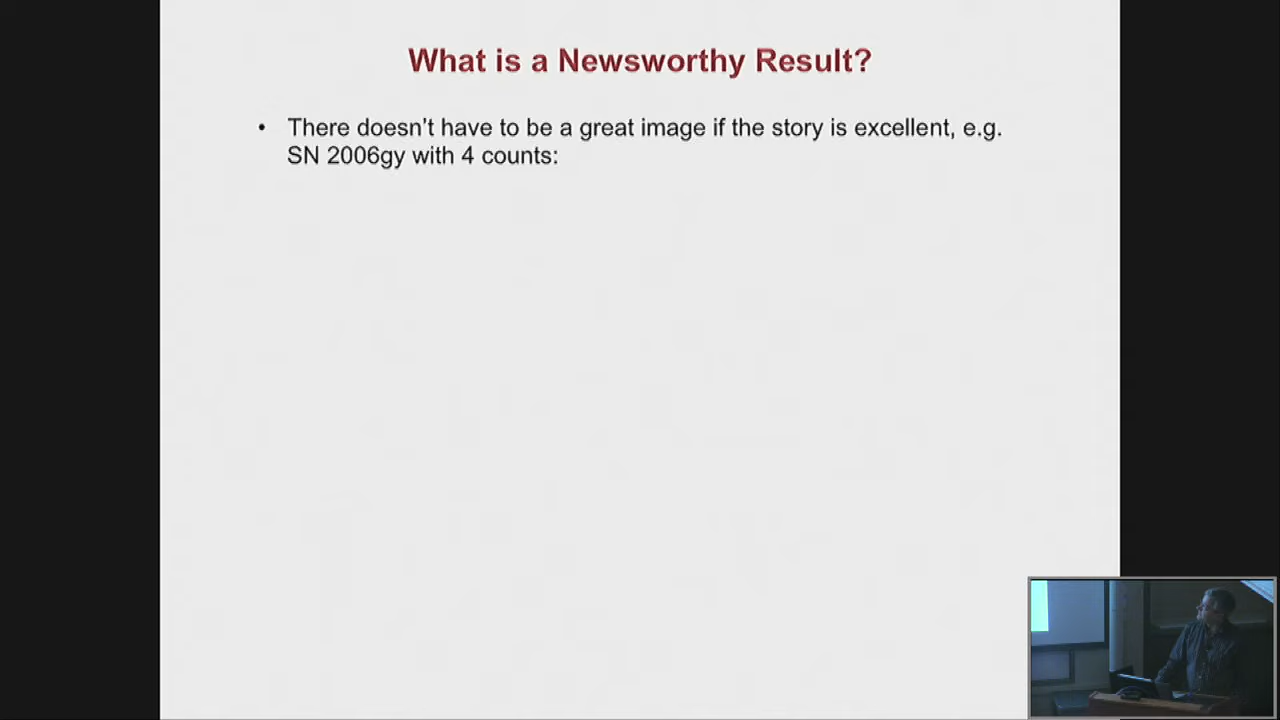 What is a Newsworthy Result?
• There doesn't have to be a great image if the story is excellent, e.g.
SN 2006gy with 4 counts: